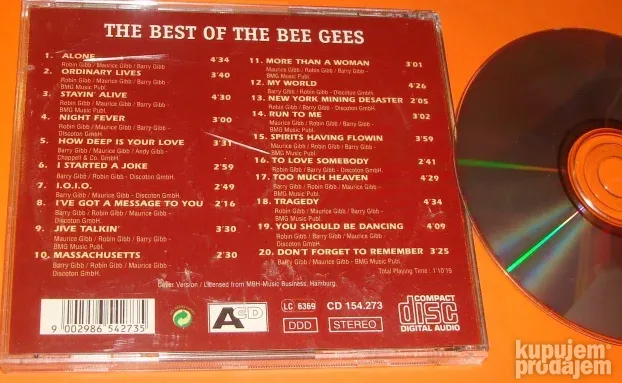 THE BEST OF THE BEE GEES
1. ALONE 4'34
Robin Gibb / Maurice Gibb / Barry Gibb -
BMG Music Publ.
2. ORDINARY LIVES 3'40
Robin Gibb / Maurice Gibb / Barry Gibb -
BMG Music Publ.
3. STAYIN' ALIVE 4'30
Robin Gibb / Maurice Gibb / Barry Gibb -
BMG Music Publ.
4. NIGHT FEVER 3'00
Robin Gibb / Maurice Gibb / Barry Gibb -
Discoton GmbH.
5. HOW DEEP IS YOUR LOVE 3'31
Barry Gibb / Maurice Gibb / Andy Gibb -
Chappell & Co. GmbH.
6. I STARTED A JOKE 2'59
Barry Gibb / Robin Gibb - Discoton GmbH.
7. I.O.I.O. 2'49
Barry Gibb / Maurice Gibb - Discoton GmbH.
8. I'VE GOT A MESSAGE TO YOU 2'16
Barry Gibb / Robin Gibb / Maurice Gibb -
Discoton GmbH.
9. JIVE TALKIN' 3'30
Maurice Gibb / Robin Gibb / Barry Gibb -
BMG Music Publ.
10. MASSACHUSETTS 2'30
Barry Gibb / Robin Gibb / Maurice Gibb -
Discoton GmbH.
11. MORE THAN A WOMAN 3'01
Maurice Gibb / Robin Gibb / Barry Gibb -
BMG Music Publ.
12. MY WORLD 4'26
Barry Gibb / Robin Gibb - Discoton GmbH.
13. NEW YORK MINING DESASTER 2'05
Robin Gibb / Barry Gibb - Discoton GmbH.
14. RUN TO ME 3'02
Maurice Gibb / Robin Gibb / Barry Gibb -
BMG Music Publ.
15. SPIRITS HAVING FLOWIN 3'59
Maurice Gibb / Robin Gibb / Barry Gibb -
BMG Music Publ.
16. TO LOVE SOMEBODY 2'41
Robin Gibb / Barry Gibb - Discoton GmbH.
17. TOO MUCH HEAVEN 4'29
Barry Gibb / Robin Gibb / Maurice Gibb -
BMG Music Publ.
18. TRAGEDY 4'34
Robin Gibb / Barry Gibb / Maurice Gibb -
BMG Music Publ.
19. YOU SHOULD BE DANCING 4'09
Robin Gibb / Barry Gibb / Maurice Gibb - Discoton GmbH.
20. DON'T FORGET TO REMEMBER 3'25
Barry Gibb / Maurice Gibb - BMG Music Publ.
Total Playing Time : 1'10'15
Cover Version / Licensed from MBH-Music Business, Hamburg.
9 002986 542735
ACD
LC 6369
DDD
CD 154.273
STEREO
COMPACT
disc
DIGITAL AUDIO
kupujem
prodajem